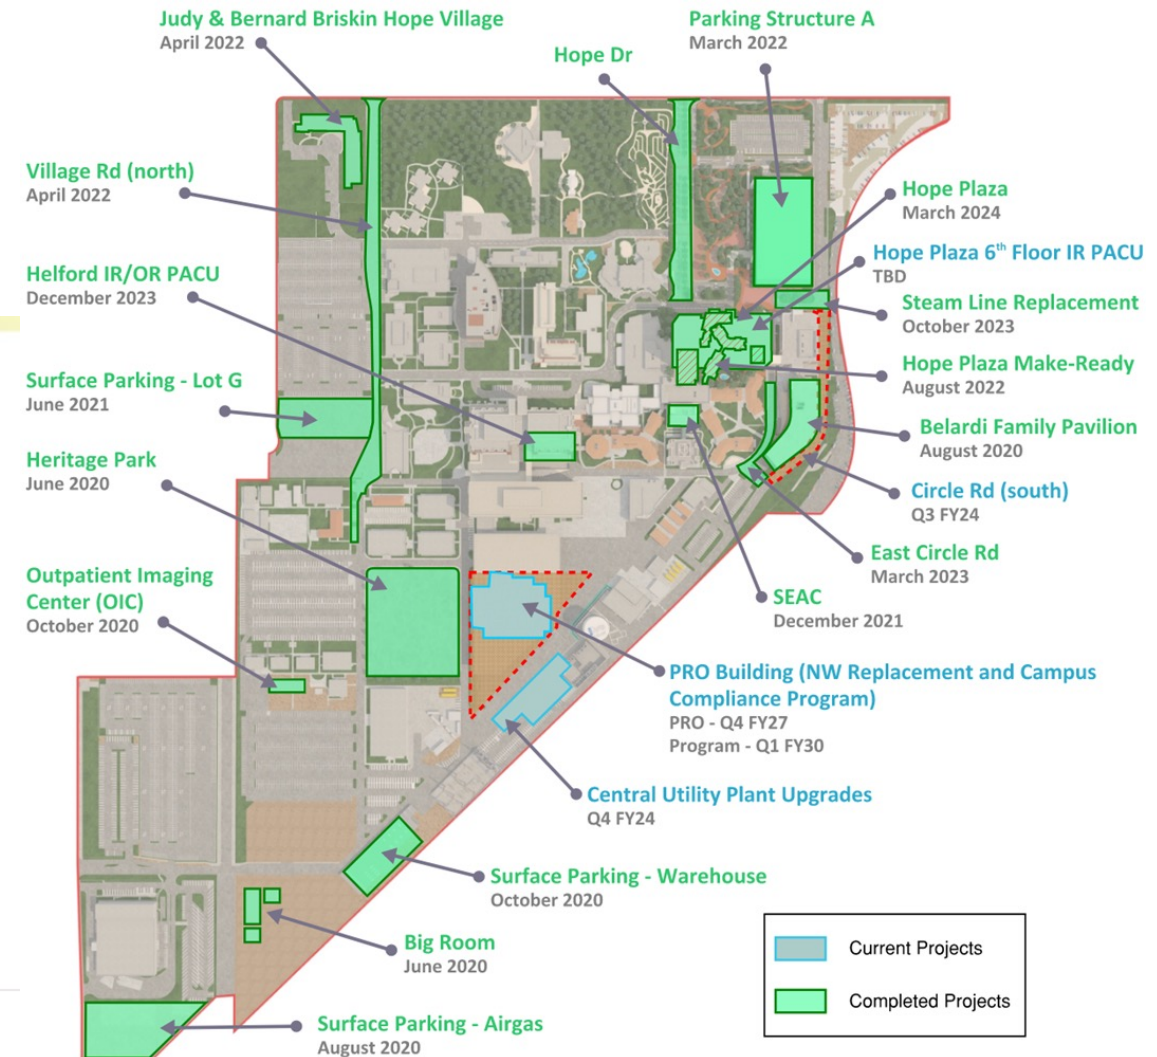 Judy & Bernard Briskin Hope Village
April 2022
Parking Structure A
March 2022
Hope Dr
Village Rd (north)
April 2022
Hope Plaza
March 2024
Hope Plaza 6th Floor IR PACU
TBD
Helford IR/OR PACU
December 2023
Steam Line Replacement
October 2023
Hope Plaza Make-Ready
August 2022
Surface Parking - Lot G
June 2021
Belardi Family Pavilion
August 2020
Heritage Park
June 2020
Circle Rd (south)
Q3 FY24
East Circle Rd
March 2023
Outpatient Imaging
Center (OIC)
October 2020
SEAC
December 2021
PRO Building (NW Replacement and Campus
Compliance Program)
PRO - Q4 FY27
Program - Q1 FY30
Central Utility Plant Upgrades
Q4 FY24
Surface Parking - Warehouse
October 2020
Big Room
June 2020
Surface Parking - Airgas
August 2020
Current Projects
Completed Projects